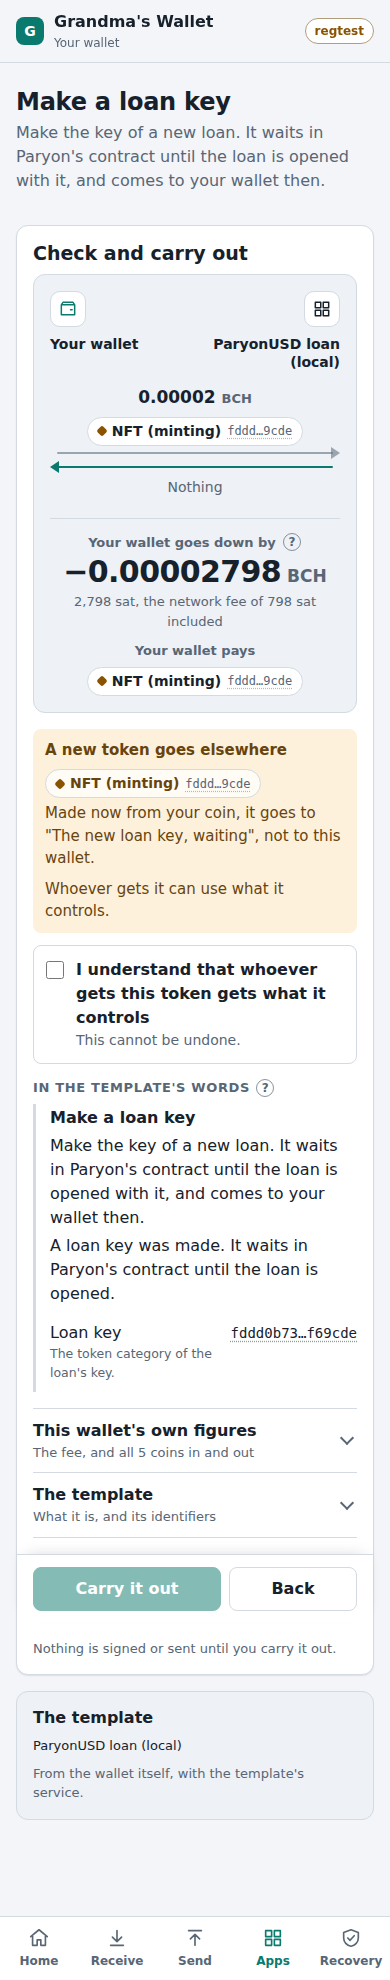 G
Grandma's Wallet
Your wallet
regtest
Make a loan key
Make the key of a new loan. It waits in
Paryon's contract until the loan is opened
with it, and comes to your wallet then.
Check and carry out
Your wallet
ParyonUSD loan
(local)
0.00002 BCH
NFT (minting) fddd…9cde
Nothing
Your wallet goes down by ?
−0.00002798 BCH
2,798 sat, the network fee of 798 sat
included
Your wallet pays
NFT (minting) fddd…9cde
A new token goes elsewhere
NFT (minting) fddd…9cde
Made now from your coin, it goes to
"The new loan key, waiting", not to this
wallet.
Whoever gets it can use what it
controls.
I understand that whoever
gets this token gets what it
controls
This cannot be undone.
IN THE TEMPLATE'S WORDS ?
Make a loan key
Make the key of a new loan. It waits
in Paryon's contract until the loan is
opened with it, and comes to your
wallet then.
A loan key was made. It waits in
Paryon's contract until the loan is
opened.
Loan key fddd0b73…f69cde
The token category of the
loan's key.
This wallet's own figures
The fee, and all 5 coins in and out
The template
What it is, and its identifiers
Carry it out
Back
Nothing is signed or sent until you carry it out.
The template
ParyonUSD loan (local)
From the wallet itself, with the template's
service.
Home
Receive
Send
Apps
Recovery